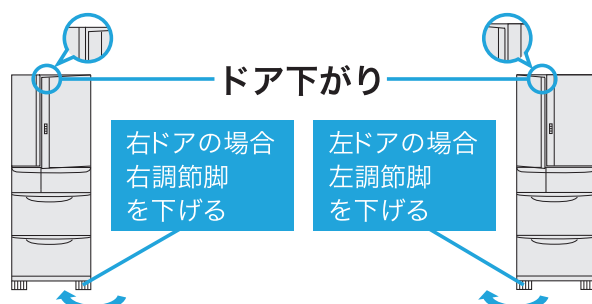 ドア下がり
右ドアの場合
右調節脚
を下げる
左ドアの場合
左調節脚
を下げる